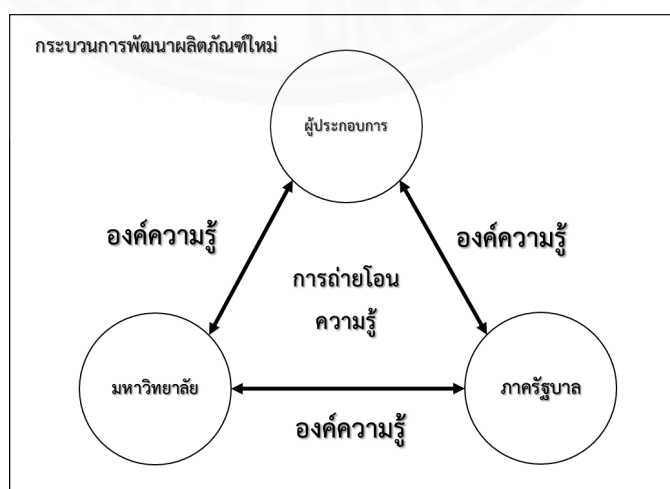 กระบวนการพัฒนาผลิตภัณฑ์ใหม่
ผู้ประกอบการ
องค์ความรู้
องค์ความรู้
การถ่ายโอน
ความรู้
มหาวิทยาลัย
ภาครัฐบาล
องค์ความรู้